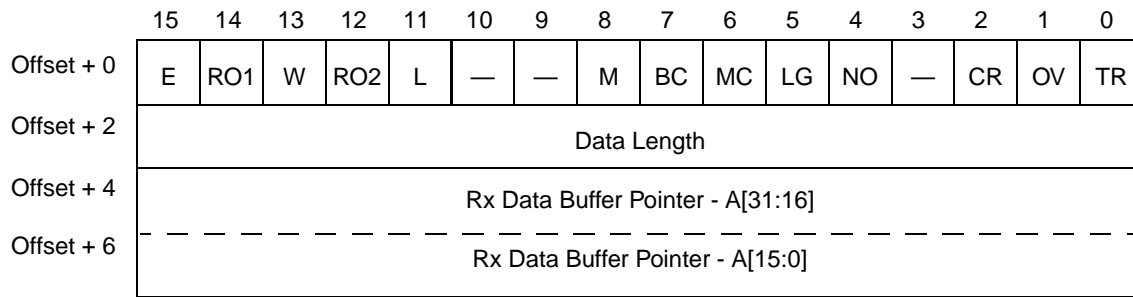 15 14 13 12 11 10 9 8 7 6 5 4 3 2 1 0
Offset + 0 E RO1 W RO2 L — — M BC MC LG NO — CR OV TR
Offset + 2 Data Length
Offset + 4 Rx Data Buffer Pointer - A[31:16]
Offset + 6 Rx Data Buffer Pointer - A[15:0]